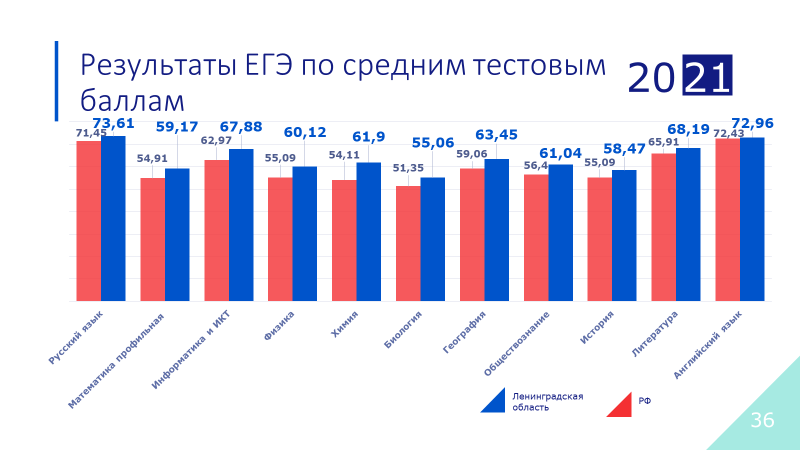 Результаты ЕГЭ по средним тестовым
баллам
2021
71,45 73,61
54,91 59,17
62,97 67,88
55,09 60,12
54,11 61,9
51,35 55,06
59,06 63,45
56,4 61,04
55,09 58,47
65,91 68,19
72,43 72,96
Русский язык
Математика профильная
Информатика и ИКТ
Физика
Химия
Биология
География
Обществознание
История
Литература
Английский язык
Ленинградская
область
РФ
36